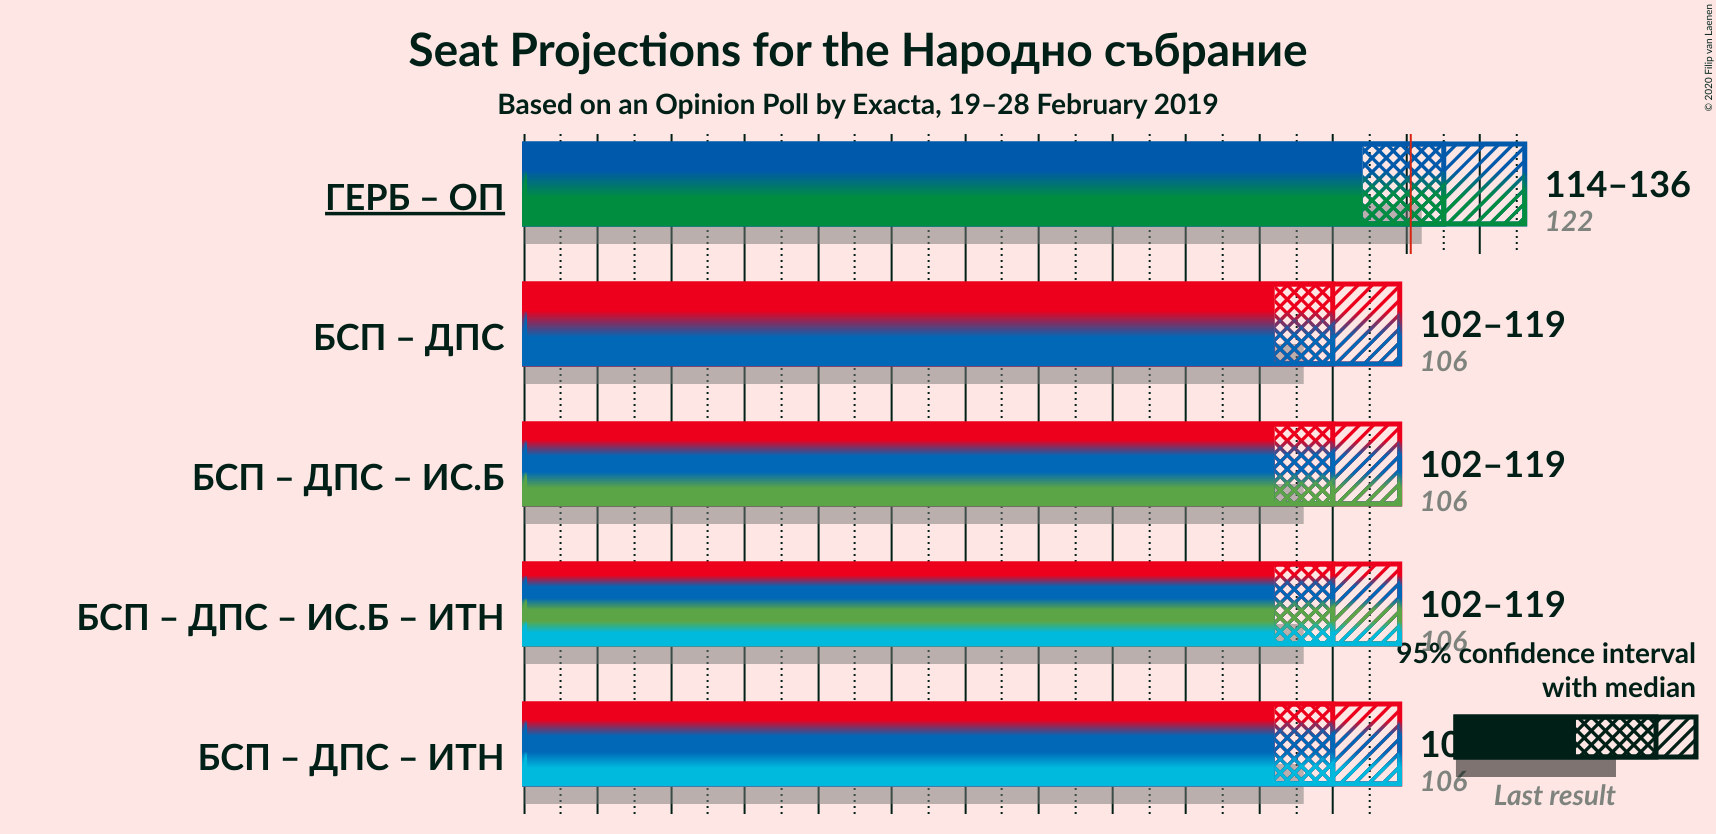 Seat Projections for the Народно събрание
Based on an Opinion Poll by Exacta, 19–28 February 2019
© 2020 Filip van Laenen
ГЕРБ – ОП
114–136
122
БСП – ДПС
102–119
106
БСП – ДПС – ИС.Б
102–119
106
БСП – ДПС – ИС.Б – ИТН
102–119
106
95% confidence interval
with median
БСП – ДПС – ИТН
106
Last result